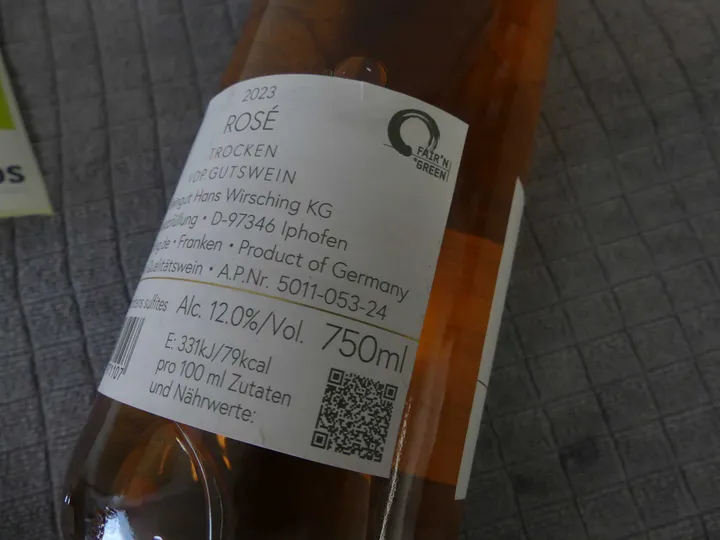 2023
ROSÉ
TROCKEN
VDP.GUTSWEIN
Hans Wirsching KG
• D-97346 Iphofen
• Franken • Product of Germany
Qualitätswein • A.P.Nr. 5011-053-24
sulfites Alc. 12.0%/Vol. 750ml
E: 331kJ/79kcal
pro 100 ml Zutaten
und Nährwerte:
FAIR'N
GREEN